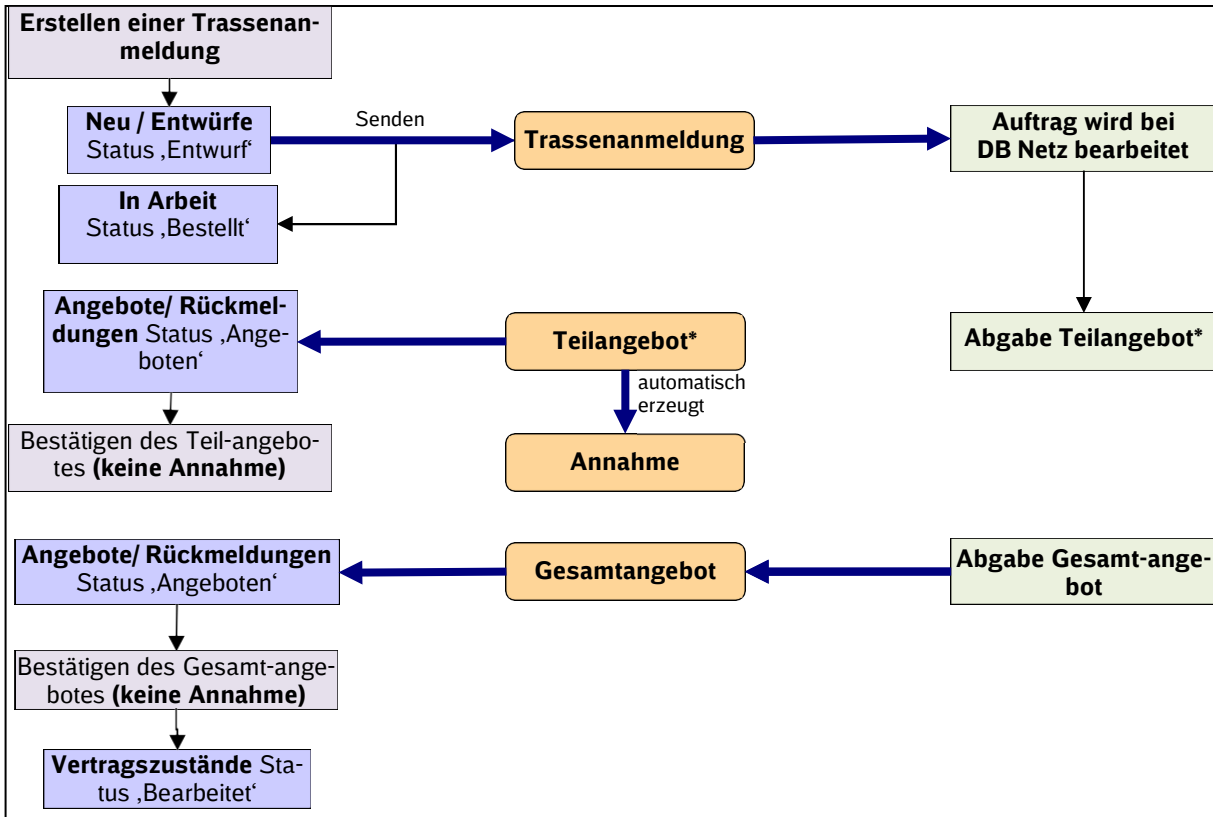 Erstellen einer Trassenan-
meldung
Neu / Entwürfe
Status ‚Entwurf‘
Senden
Trassenanmeldung
Auftrag wird bei
DB Netz bearbeitet
In Arbeit
Status ‚Bestellt‘
Angebote/ Rückmel-
dungen Status ‚Ange-
boten‘
Teilangebot*
Abgabe Teilangebot*
automatisch
erzeugt
Bestätigen des Teil-angebo-
tes (keine Annahme)
Annahme
Angebote/ Rückmeldungen
Status ‚Angeboten‘
Gesamtangebot
Abgabe Gesamt-ange-
bot
Bestätigen des Gesamt-ange-
botes (keine Annahme)
Vertragszustände Sta-
tus ‚Bearbeitet‘